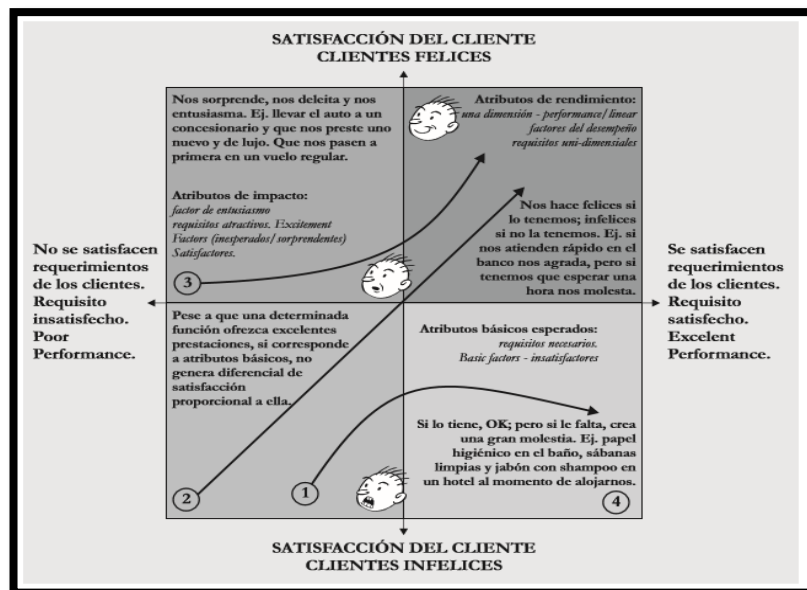 SATISFACCIÓN DEL CLIENTE
CLIENTES FELICES
Nos sorprende, nos deleita y nos
entusiasma. Ej. llevar el auto a un
concesionario y que nos preste uno
nuevo y de lujo. Que nos pasen a
primera en un vuelo regular.
Atributos de impacto:
factor de entusiasmo
requisitos atractivos. Excitement
Factors (inesperados/sorprendentes)
Satisfactores.
3
Atributos de rendimiento:
una dimensión - performance/linear
factores del desempeño
requisitos uni-dimensiales
Nos hace felices si
lo tenemos; infelices
si no la tenemos. Ej. si
nos atienden rápido en el
banco nos agrada, pero si
tenemos que esperar una
hora nos molesta.
No se satisfacen
requerimientos
de los clientes.
Requisito
insatisfecho.
Poor
Performance.
Se satisfacen
requerimientos
de los clientes.
Requisito
satisfecho.
Excelent
Performance.
Pese a que una determinada
función ofrezca excelentes
prestaciones, si corresponde
a atributos básicos, no
genera diferencial de
satisfacción
proporcional a ella.
2
1
Atributos básicos esperados:
requisitos necesarios.
Basic factors - insatisfactores
Si lo tiene, OK; pero si le falta, crea
una gran molestia. Ej. papel
higiénico en el baño, sábanas
limpias y jabón con shampoo en
un hotel al momento de alojarnos.
4
SATISFACCIÓN DEL CLIENTE
CLIENTES INFELICES